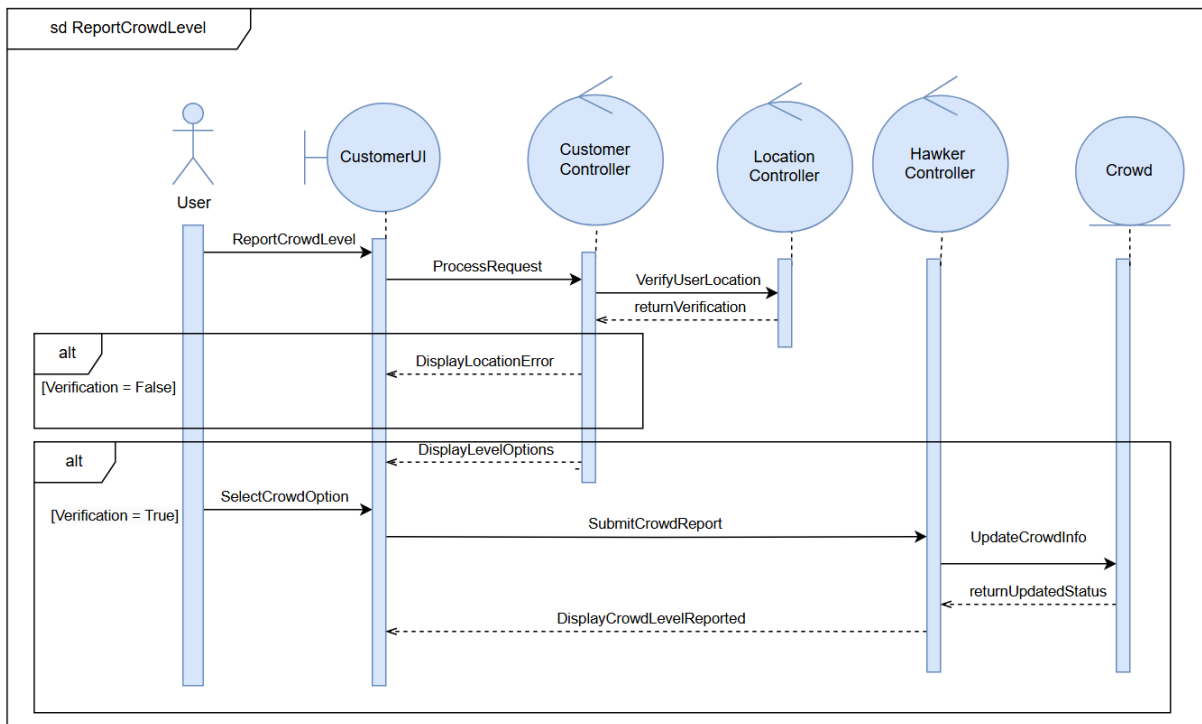 sd ReportCrowdLevel
User
CustomerUI
Customer
Controller
Location
Controller
Hawker
Controller
Crowd
ReportCrowdLevel
ProcessRequest
VerifyUserLocation
returnVerification
alt
[Verification = False]
DisplayLocationError
alt
[Verification = True]
DisplayLevelOptions
SelectCrowdOption
SubmitCrowdReport
UpdateCrowdInfo
returnUpdatedStatus
DisplayCrowdLevelReported